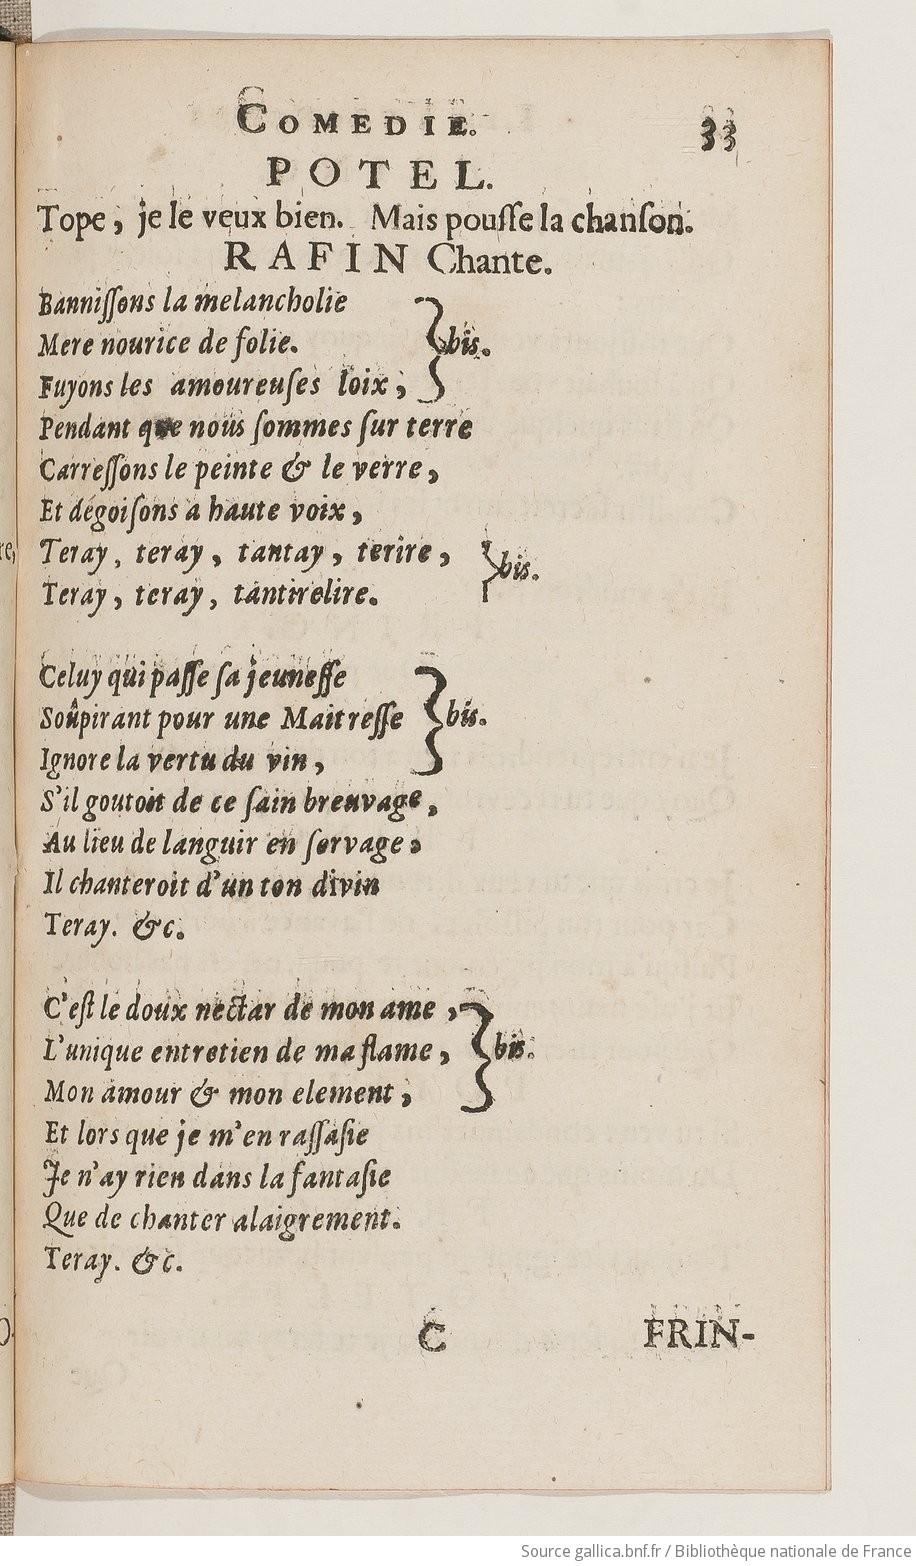 COMEDIE. 33
POTEL.
Tope, je le veux bien. Mais pouſſe la chanſon.
RAFIN Chante.
Banniſſons la melancholie
Mere nourice de folie. bis.
Fuyons les amoureuſes loix,
Pendant que nous ſommes ſur terre
Carreſſons le peinte & le verre,
Et dégoiſons a haute voix,
Teray, teray, tantay, terire, bis.
Teray, teray, tantirelire.
Celuy qui paſſe ſa jeuneſſe
Soûpirant pour une Maitreſſe bis.
Ignore la vertu du vin,
S'il goutoit de ce ſain breuvage,
Au lieu de languir en ſervage,
Il chanteroit d'un ton divin
Teray. &c.
C'eſt le doux nectar de mon ame,
L'unique entretien de ma flame, bis.
Mon amour & mon element,
Et lors que je m'en raſſaſie
Je n'ay rien dans la fantaſie
Que de chanter alaigrement.
Teray. &c.
C FRIN-
Source gallica.bnf.fr / Bibliothèque nationale de France